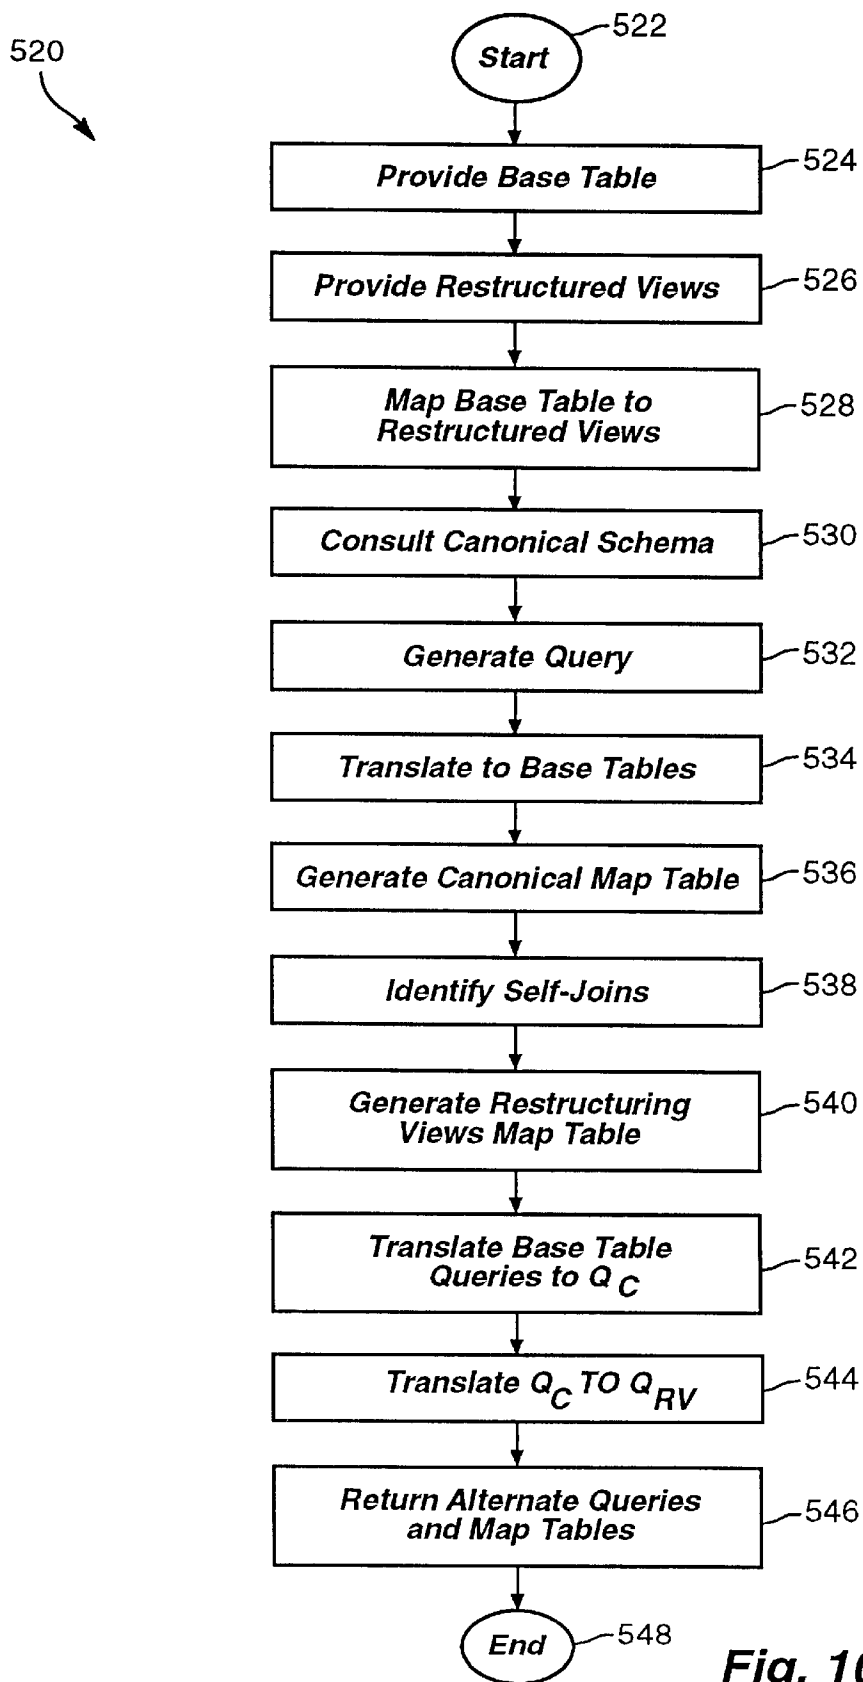 520
Start
522
Provide Base Table
524
Provide Restructured Views
526
Map Base Table to
Restructured Views
528
Consult Canonical Schema
530
Generate Query
532
Translate to Base Tables
534
Generate Canonical Map Table
536
Identify Self-Joins
538
Generate Restructuring
Views Map Table
540
Translate Base Table
Queries to QC
542
Translate QC TO QRV
544
Return Alternate Queries
and Map Tables
546
End
548
Fig.